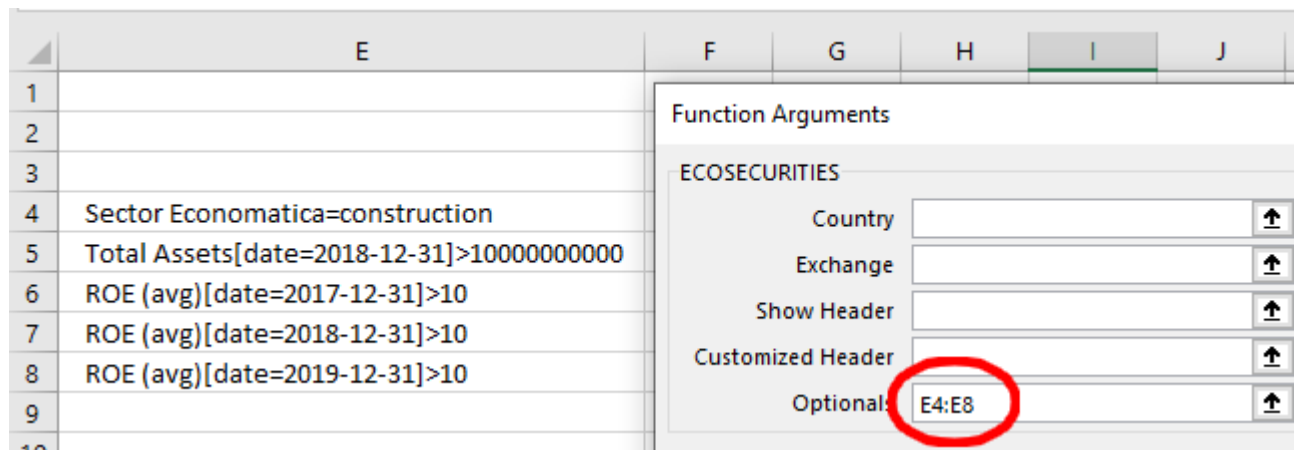 E F G H I J
1
2
3
4 Sector Economatica=construction
5 Total Assets[date=2018-12-31]>10000000000
6 ROE (avg)[date=2017-12-31]>10
7 ROE (avg)[date=2018-12-31]>10
8 ROE (avg)[date=2019-12-31]>10
9
10
Function Arguments
ECOSECURITIES
Country
Exchange
Show Header
Customized Header
Optionals E4:E8